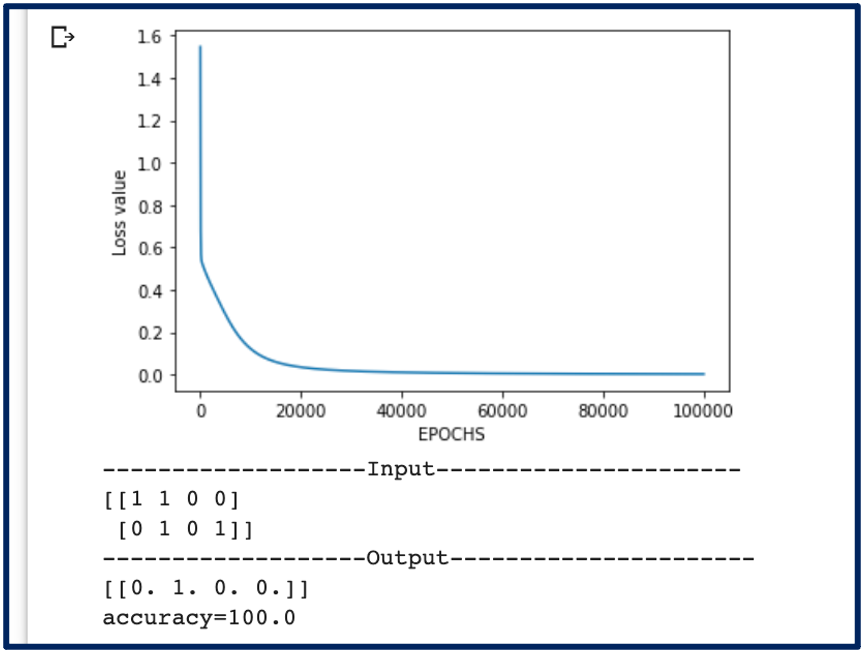 1.6
1.4
1.2
1.0
0.8
0.6
0.4
0.2
0.0
Loss value
0 20000 40000 60000 80000 100000
EPOCHS
-------------------Input----------------------
[[1 1 0 0]
[0 1 0 1]]
-------------------Output----------------------
[[0. 1. 0. 0.]]
accuracy=100.0